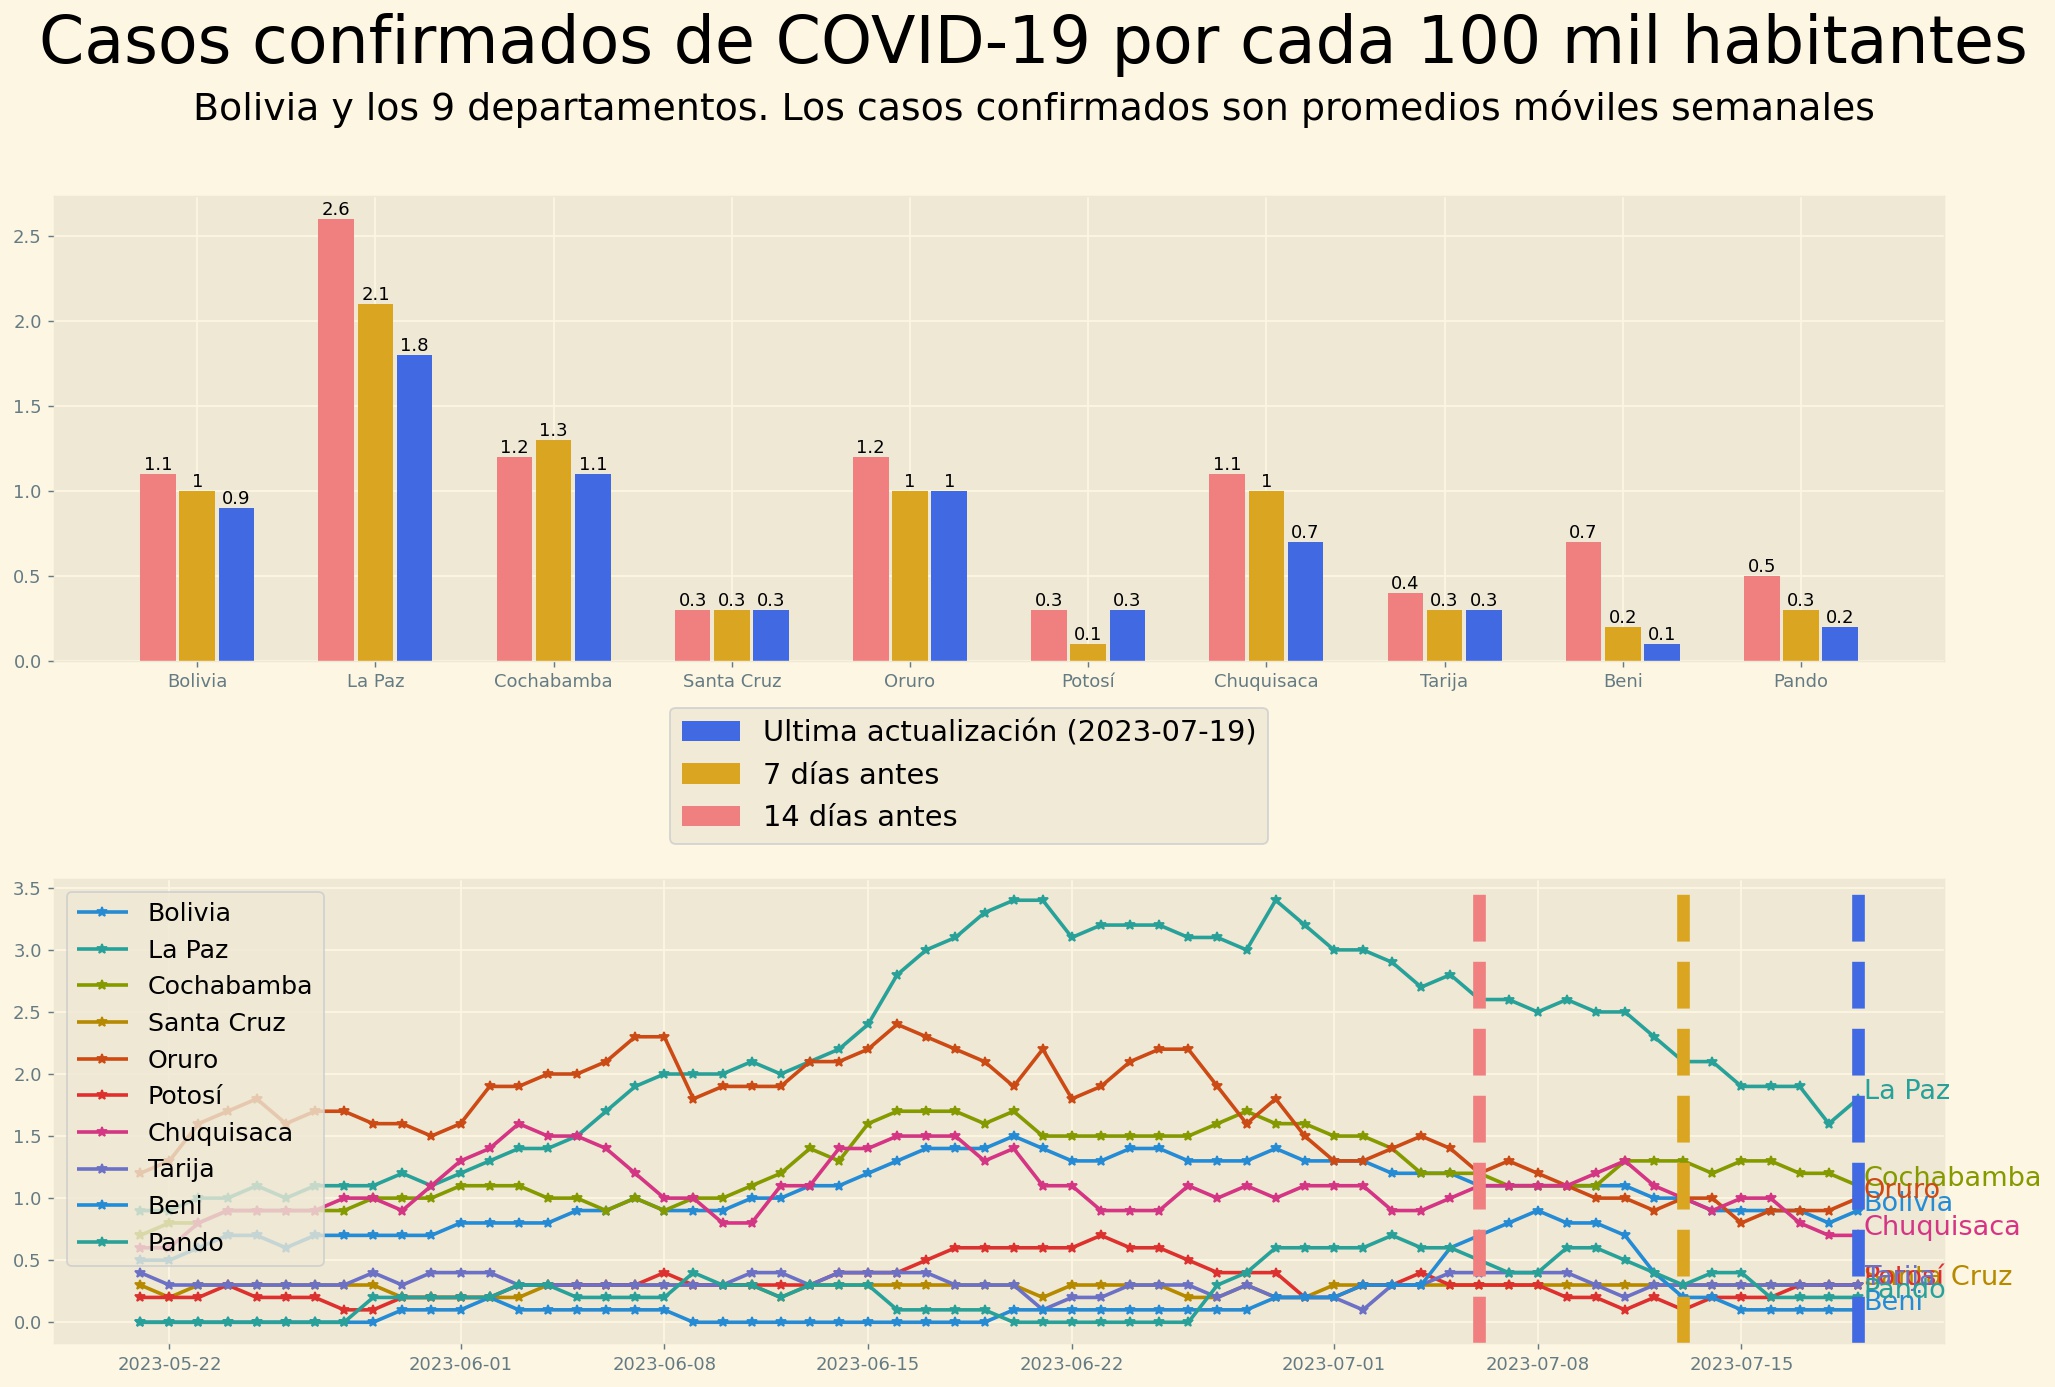 Casos confirmados de COVID-19 por cada 100 mil habitantes
Bolivia y los 9 departamentos. Los casos confirmados son promedios móviles semanales
2.5
2.0
1.5
1.0
0.5
0.0
1.1 1 0.9
2.6 2.1 1.8
1.2 1.3 1.1
0.3 0.3 0.3
1.2 1 1
0.3 0.1 0.3
1.1 1 0.7
0.4 0.3 0.3
0.7 0.2 0.1
0.5 0.3 0.2
Bolivia La Paz Cochabamba Santa Cruz Oruro Potosí Chuquisaca Tarija Beni Pando
Ultima actualización (2023-07-19)
7 días antes
14 días antes
3.5
3.0
2.5
2.0
1.5
1.0
0.5
0.0
Bolivia
La Paz
Cochabamba
Santa Cruz
Oruro
Potosí
Chuquisaca
Tarija
Beni
Pando
La Paz
Cochabamba
Oruro
Bolivia
Chuquisaca
Santa Cruz
Potosí
Tarija
Pando
Beni
2023-05-22 2023-06-01 2023-06-08 2023-06-15 2023-06-22 2023-07-01 2023-07-08 2023-07-15